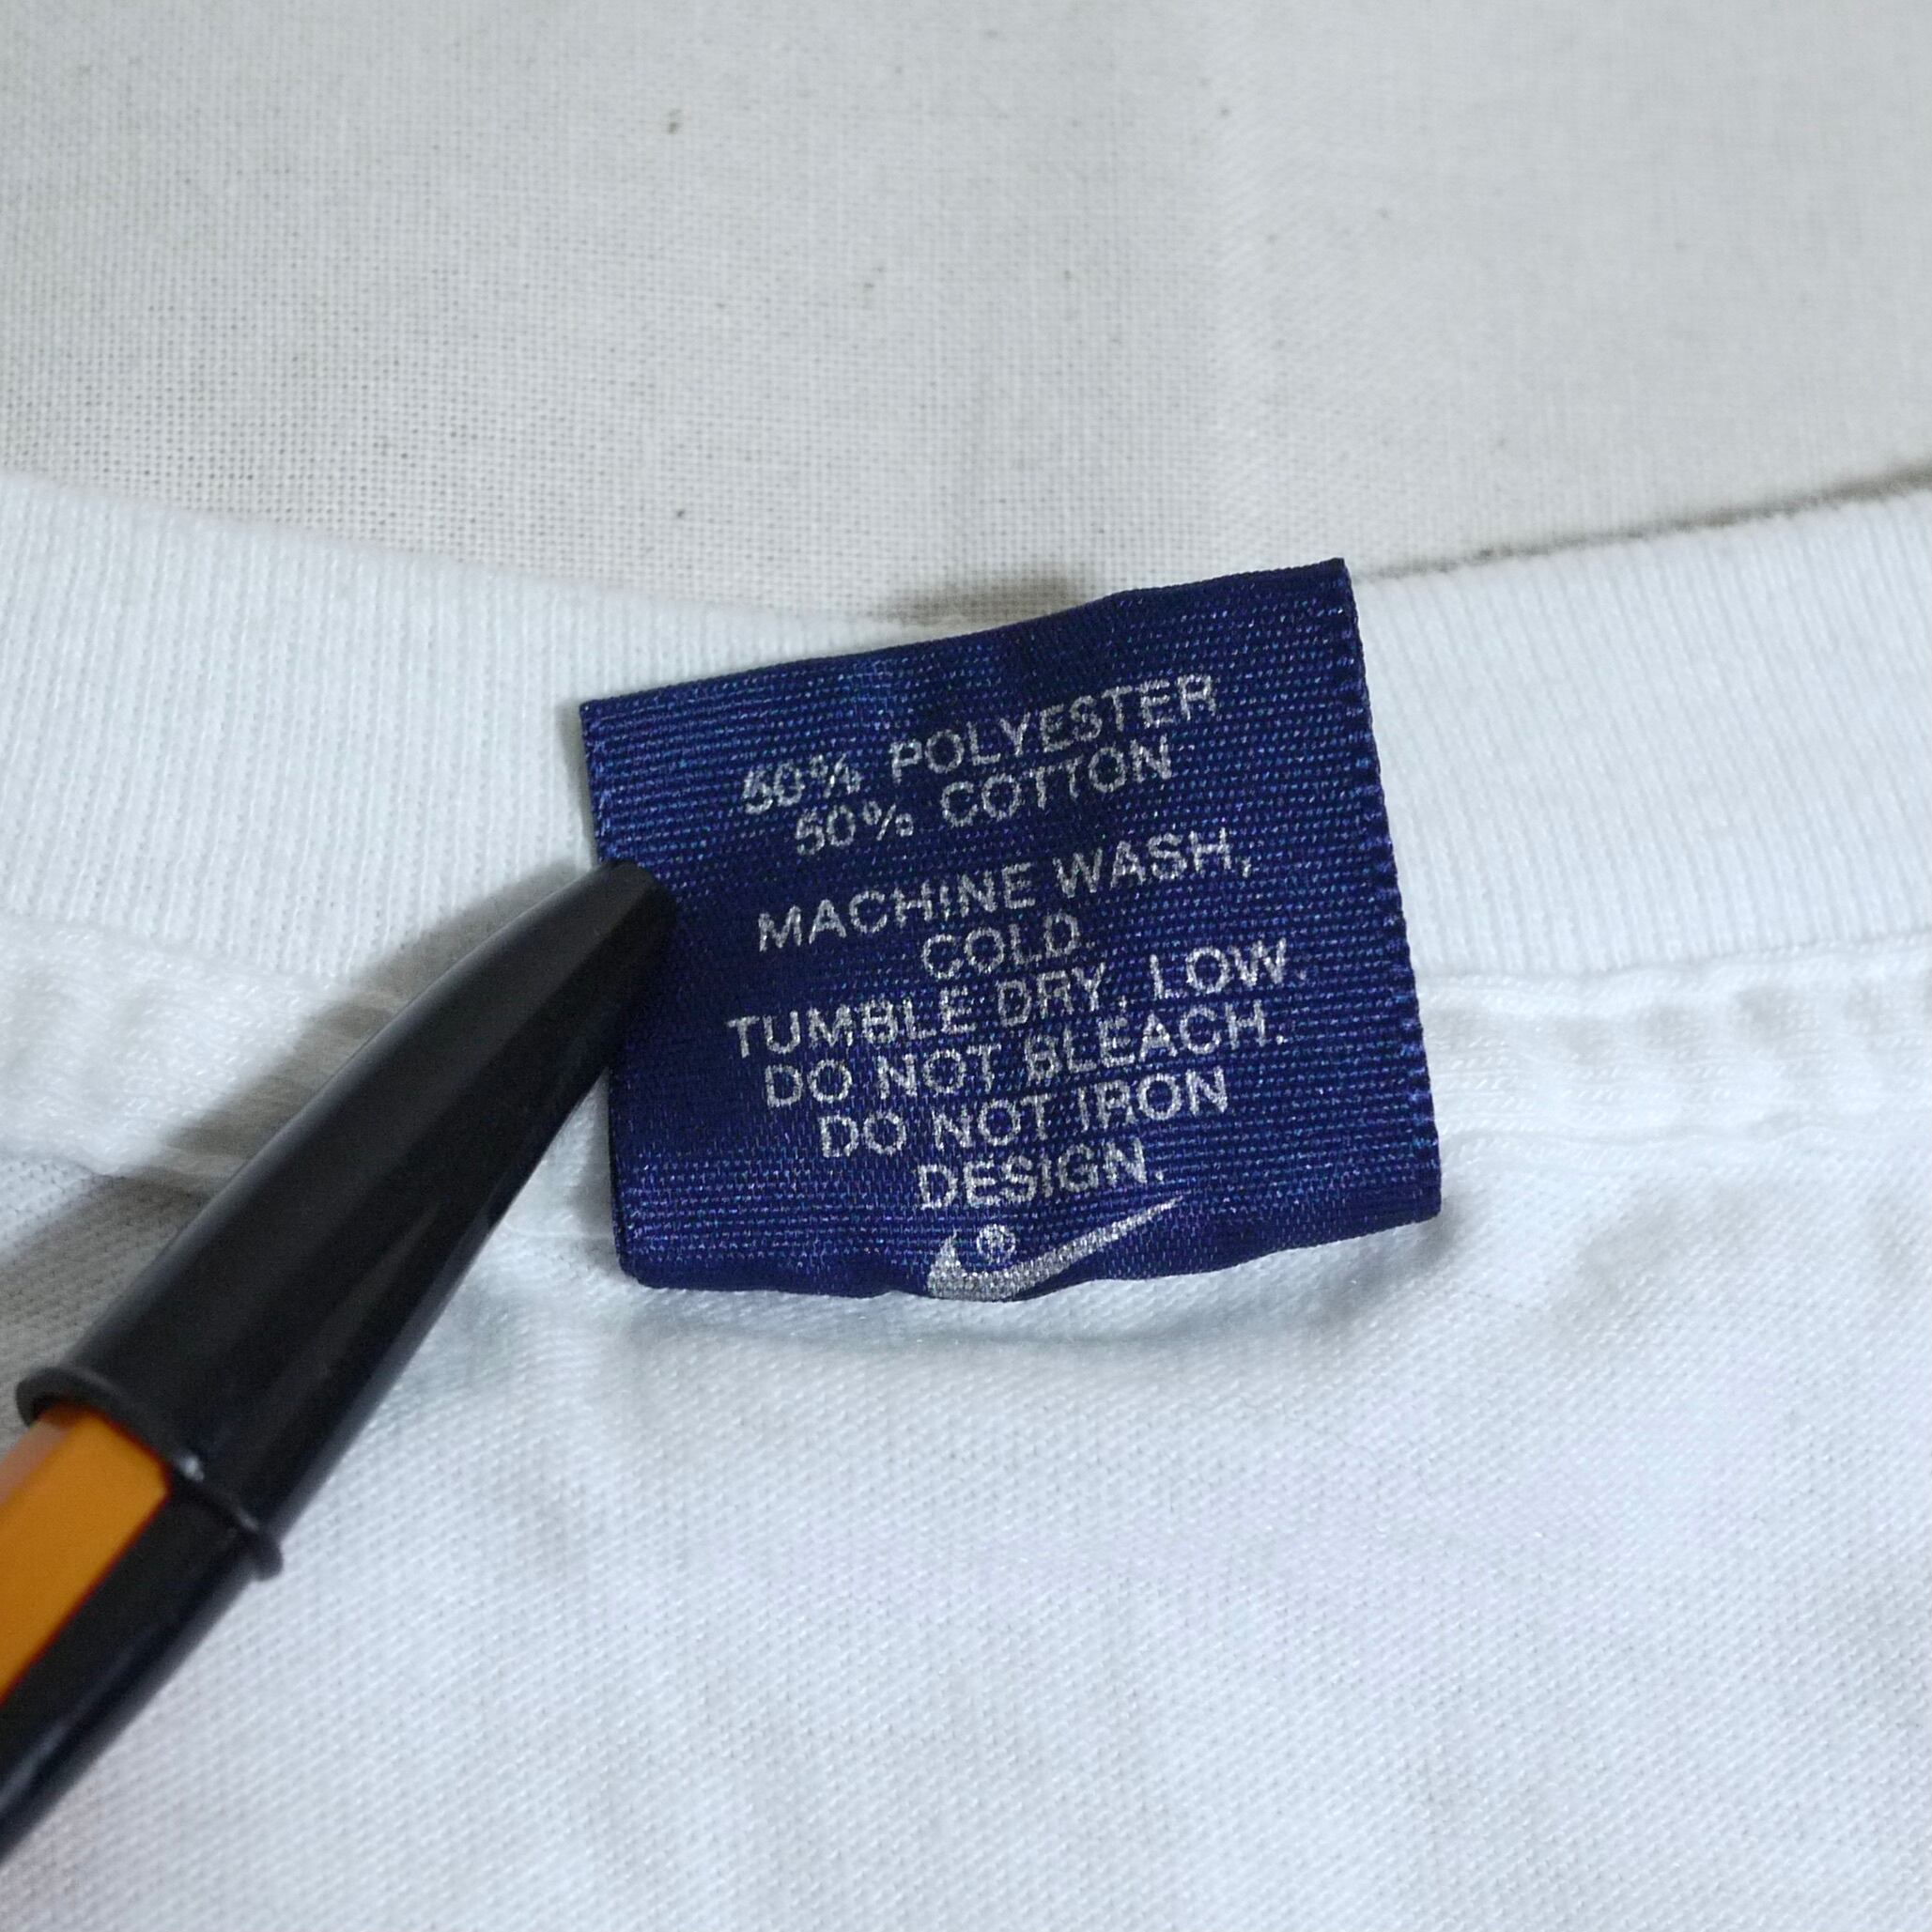 50% POLYESTER
50% COTTON
MACHINE WASH,
COLD.
TUMBLE DRY, LOW.
DO NOT BLEACH.
DO NOT IRON
DESIGN.
®